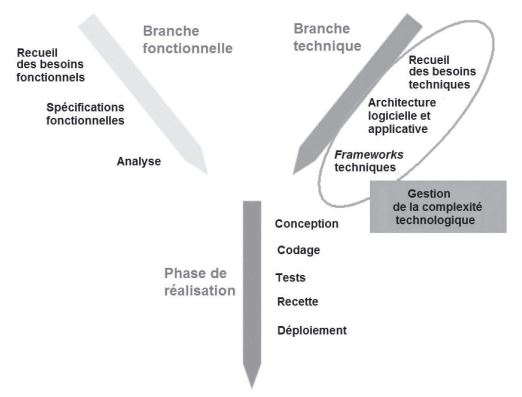 Branche
fonctionnelle
Recueil
des besoins
fonctionnels
Spécifications
fonctionnelles
Analyse
Branche
technique
Recueil
des besoins
techniques
Architecture
logicielle et
applicative
Frameworks
techniques
Gestion
de la complexité
technologique
Phase de
réalisation
Conception
Codage
Tests
Recette
Déploiement